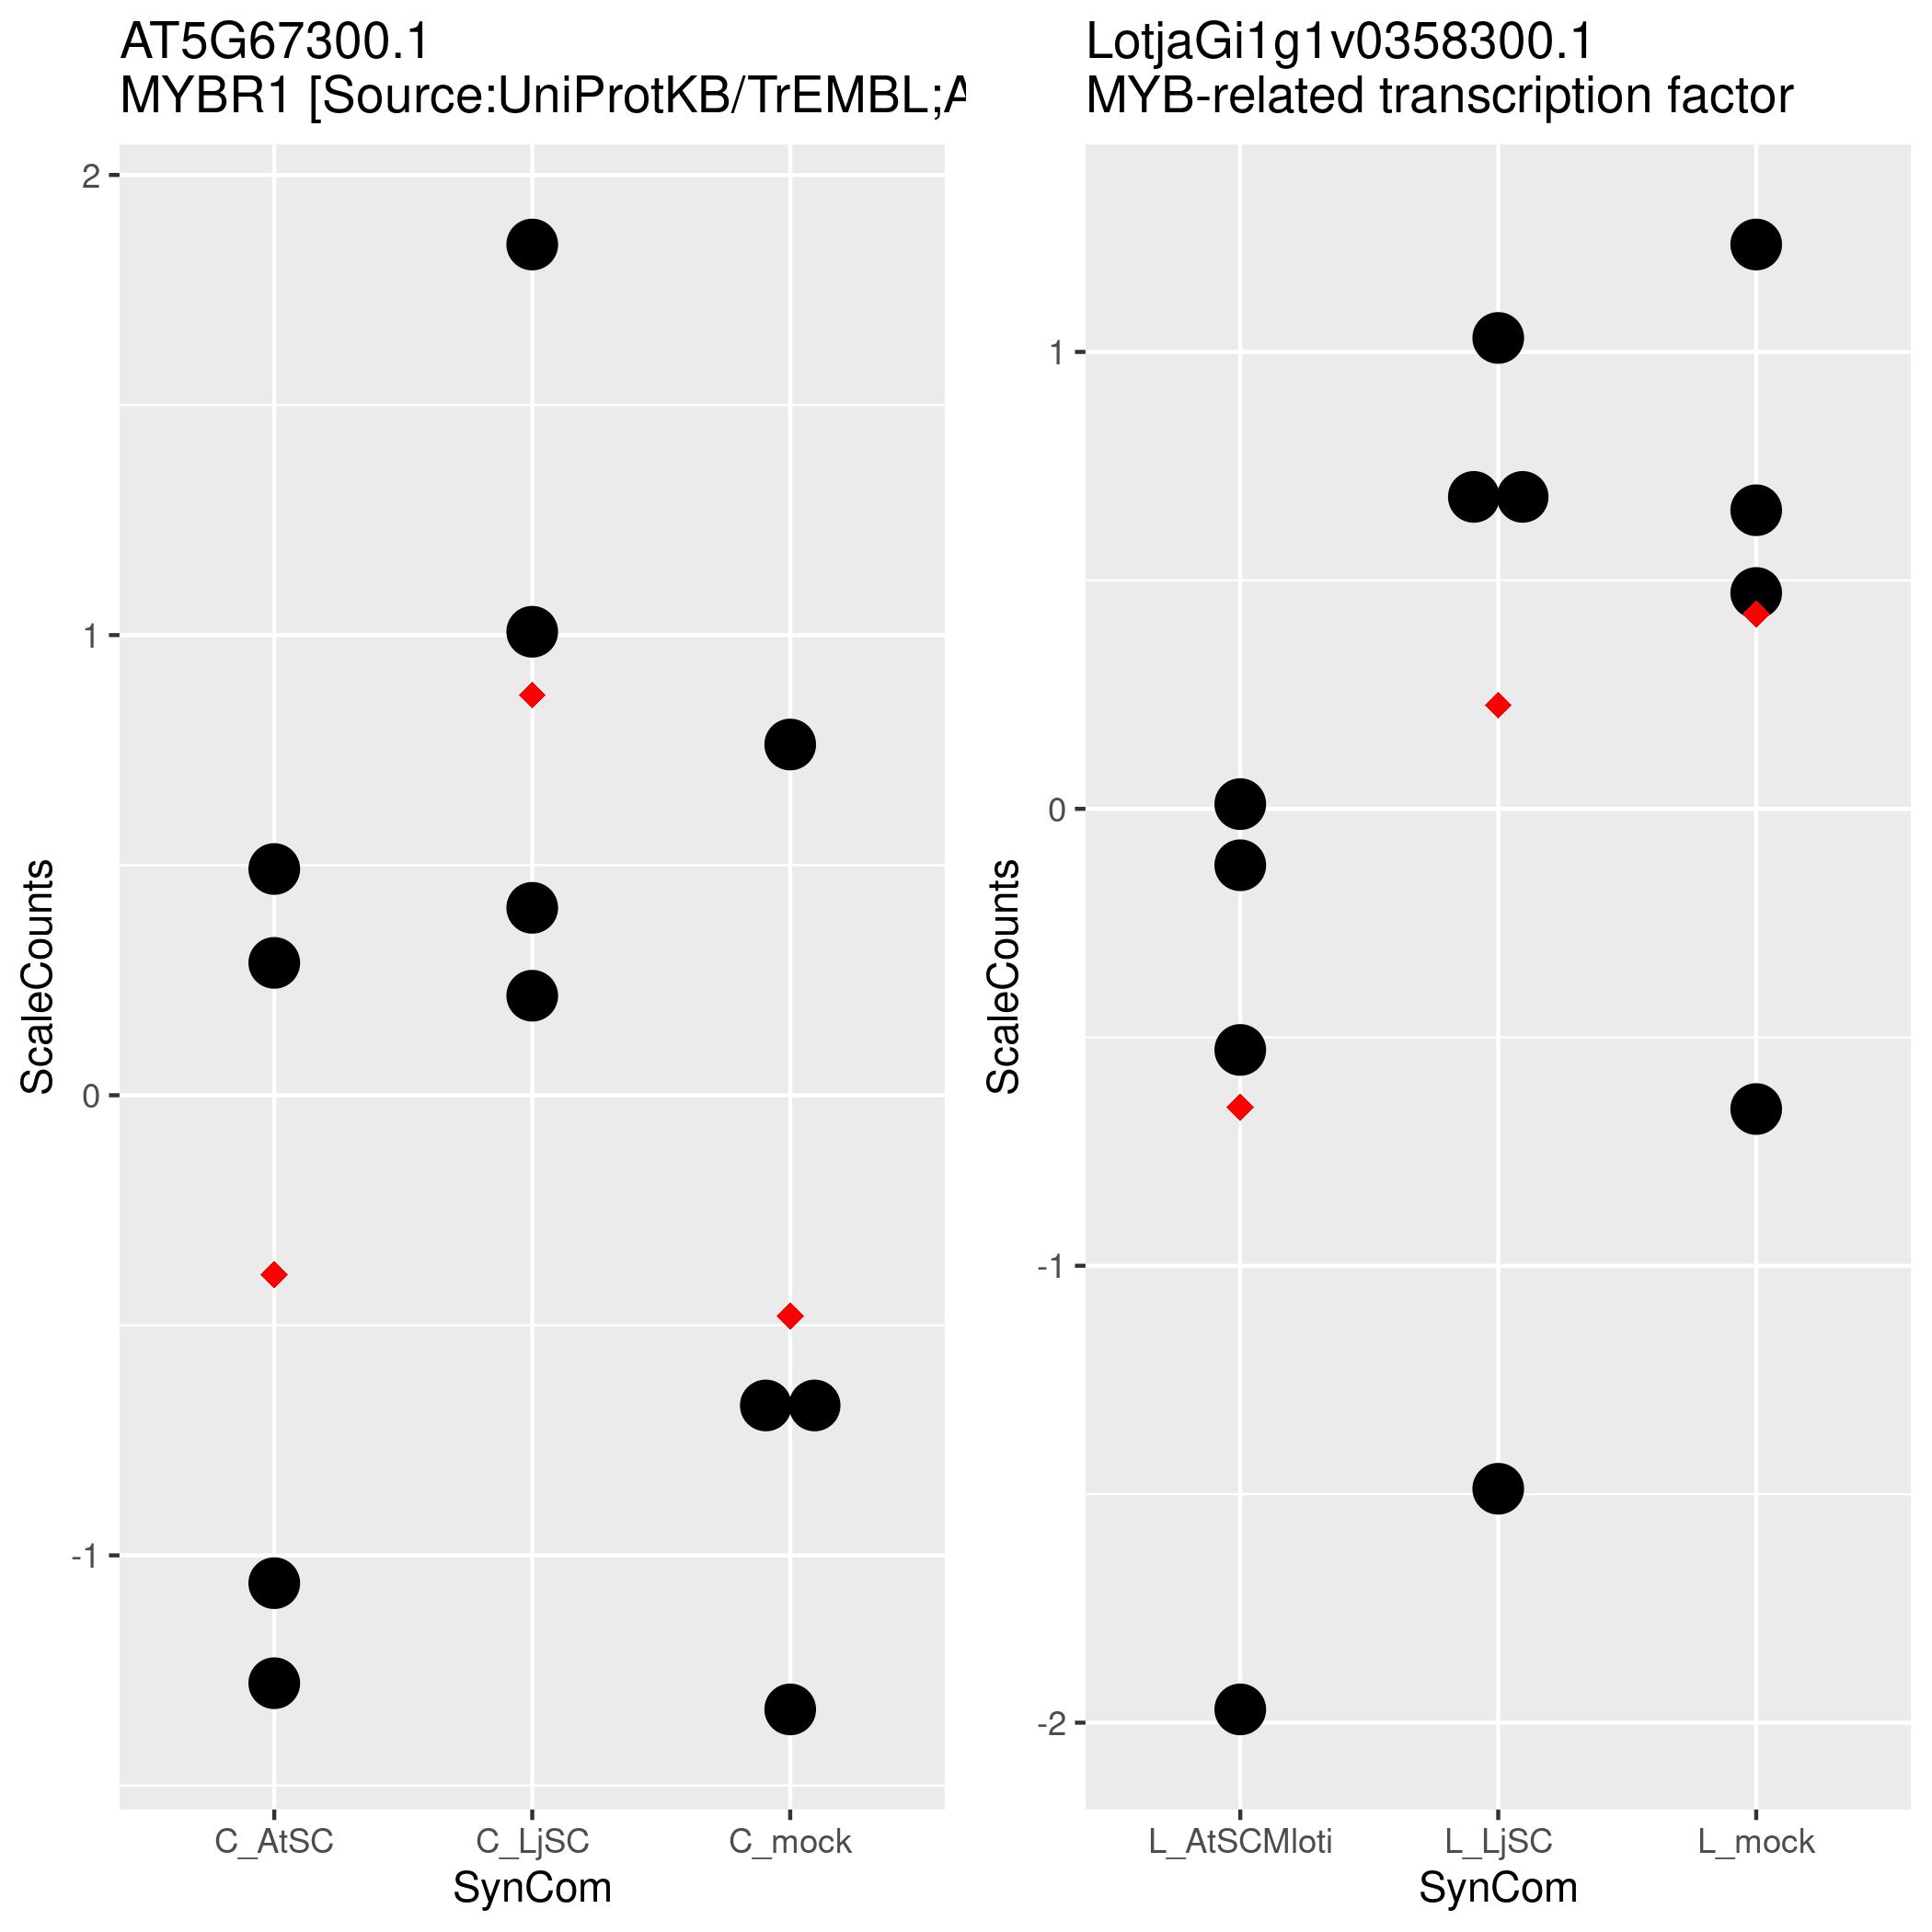 AT5G67300.1
MYBR1 [Source:UniProtKB/TrEMBL;A
2
1
0
-1
ScaleCounts
C_AtSC
C_LjSC
C_mock
SynCom
LotjaGi1g1v0358300.1
MYB-related transcription factor
1
0
-1
-2
ScaleCounts
L_AtSCMloti
L_LjSC
L_mock
SynCom